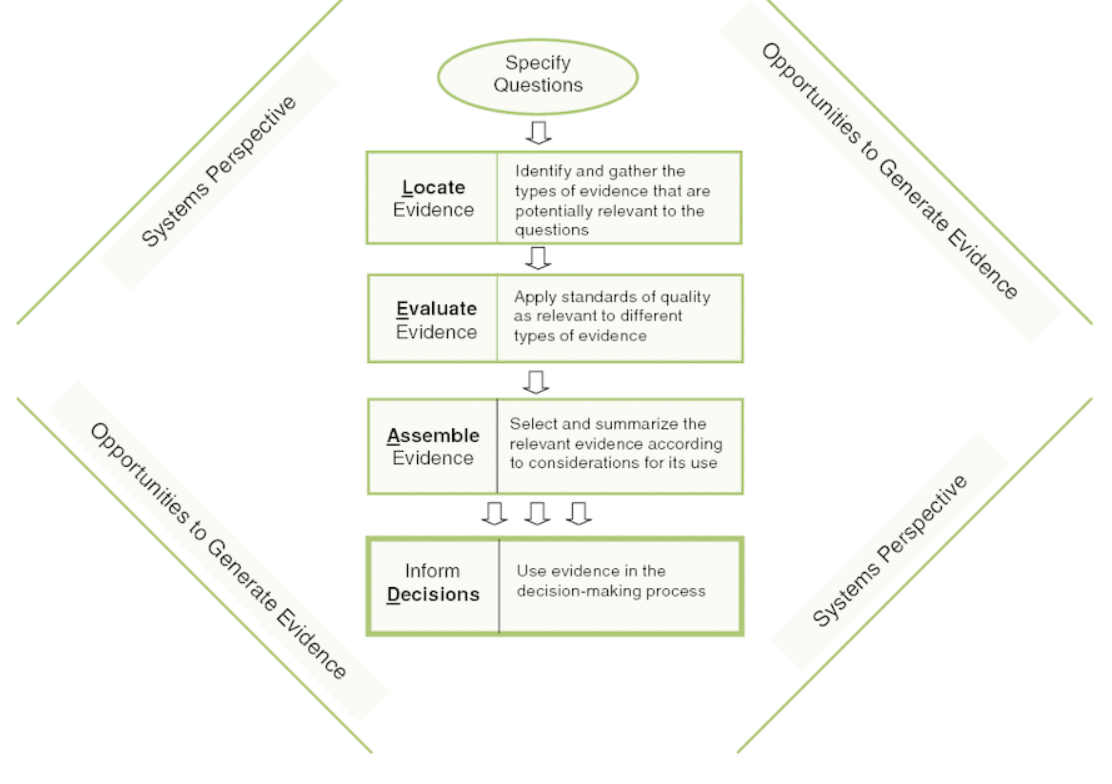 Specify
Questions
Systems Perspective
Opportunities to Generate Evidence
Locate
Evidence
Identify and gather the
types of evidence that are
potentially relevant to the
questions
Evaluate
Evidence
Apply standards of quality
as relevant to different
types of evidence
Assemble
Evidence
Select and summarize the
relevant evidence according
to considerations for its use
Inform
Decisions
Use evidence in the
decision-making process
Opportunities to Generate Evidence
Systems Perspective